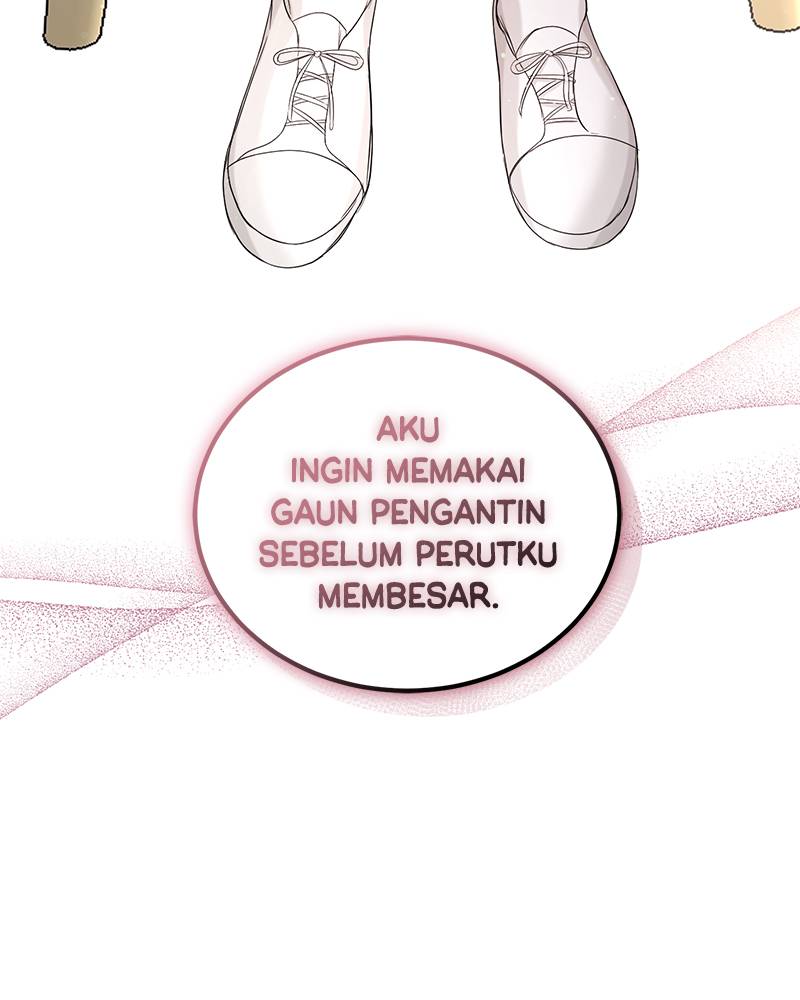 AKU
INGIN MEMAKAI
GAUN PENGANTIN
SEBELUM PERUTKU
MEMBESAR.